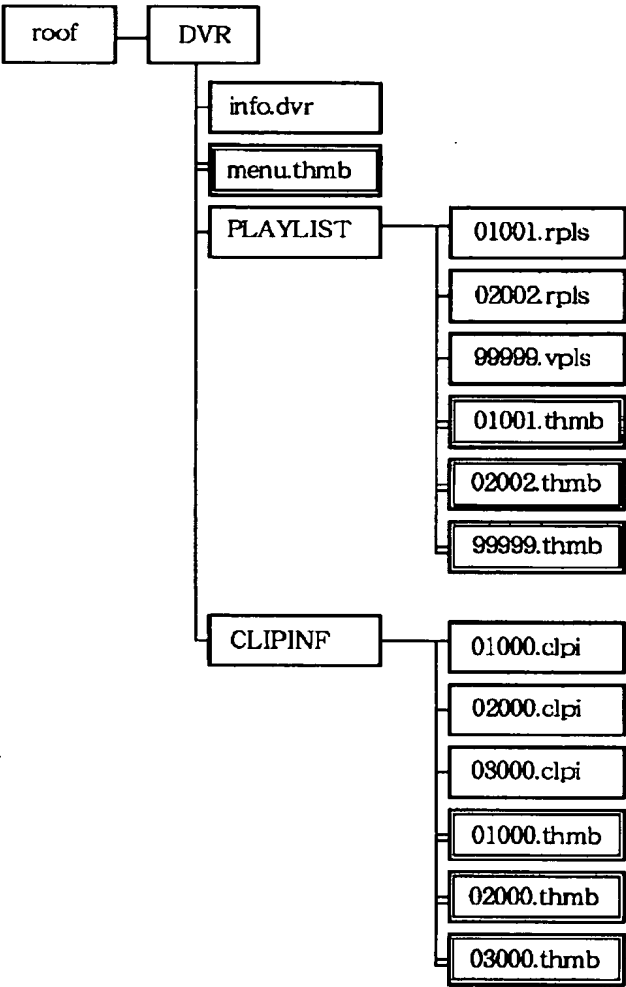 roof
DVR
info.dvr
menu.thmb
PLAYLIST
01001.rpls
02002.rpls
99999.vpls
01001.thmb
02002.thmb
99999.thmb
CLIPINF
01000.clpi
02000.clpi
03000.clpi
01000.thmb
02000.thmb
03000.thmb